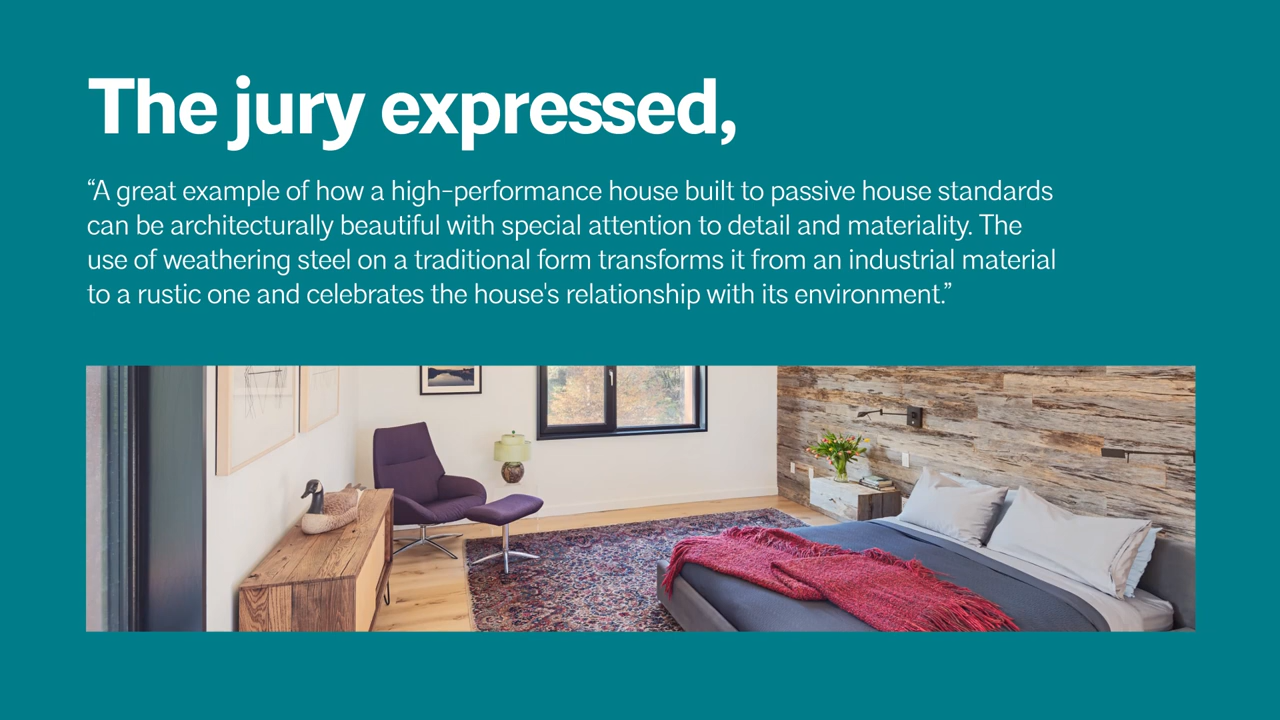 The jury expressed,
“A great example of how a high-performance house built to passive house standards
can be architecturally beautiful with special attention to detail and materiality. The
use of weathering steel on a traditional form transforms it from an industrial material
to a rustic one and celebrates the house's relationship with its environment.”